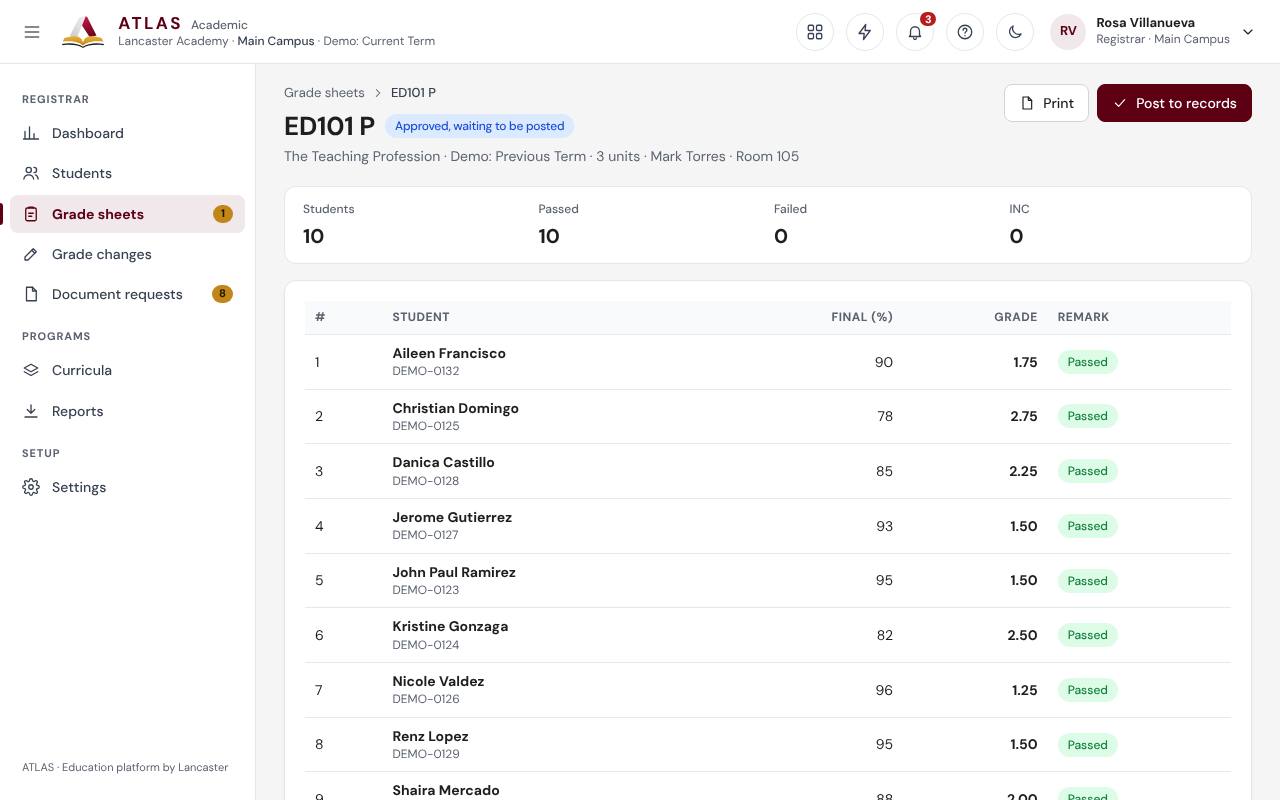 ATLAS Academic
Lancaster Academy · Main Campus · Demo: Current Term
3
RV
Rosa Villanueva
Registrar · Main Campus
REGISTRAR
Dashboard
Students
Grade sheets 1
Grade changes
Document requests 8
PROGRAMS
Curricula
Reports
SETUP
Settings
ATLAS · Education platform by Lancaster
Grade sheets > ED101 P
ED101 P Approved, waiting to be posted
The Teaching Profession · Demo: Previous Term · 3 units · Mark Torres · Room 105
Print
Post to records
Students Passed Failed INC
10 10 0 0
# STUDENT FINAL (%) GRADE REMARK
1 Aileen Francisco 90 1.75 Passed
DEMO-0132
2 Christian Domingo 78 2.75 Passed
DEMO-0125
3 Danica Castillo 85 2.25 Passed
DEMO-0128
4 Jerome Gutierrez 93 1.50 Passed
DEMO-0127
5 John Paul Ramirez 95 1.50 Passed
DEMO-0123
6 Kristine Gonzaga 82 2.50 Passed
DEMO-0124
7 Nicole Valdez 96 1.25 Passed
DEMO-0126
8 Renz Lopez 95 1.50 Passed
DEMO-0129
9 Shaira Mercado 88 2.00 Passed